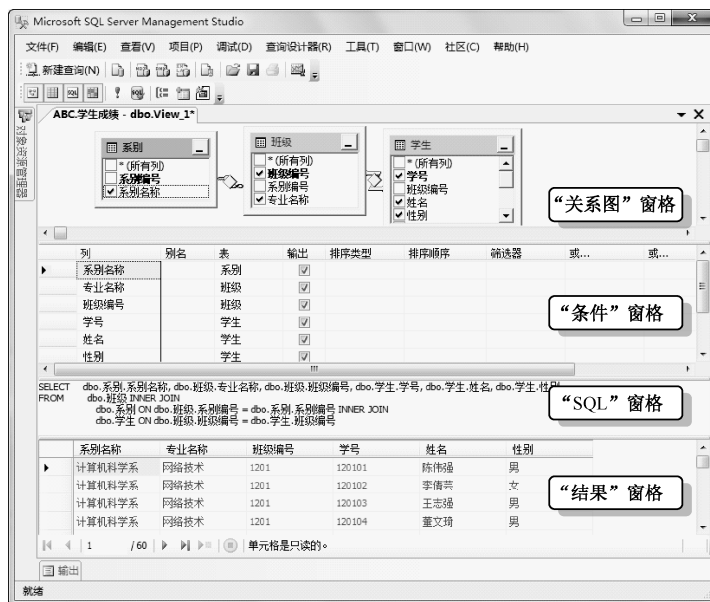 Microsoft SQL Server Management Studio
文件(F) 编辑(E) 查看(V) 项目(P) 调试(D) 查询设计器(R) 工具(T) 窗口(W) 社区(C) 帮助(H)
新建查询(N)
对象资源管理器
ABC.学生成绩 - dbo.View_1*
系别
* (所有列)
系别编号
系别名称
班级
* (所有列)
班级编号
系别编号
专业名称
学生
* (所有列)
学号
班级编号
姓名
性别
“关系图”窗格
列 别名 表 输出 排序类型 排序顺序 筛选器 或... 或...
系别名称 系别
专业名称 班级
班级编号 班级
学号 学生
姓名 学生
性别 学生
“条件”窗格
SELECT dbo.系别.系别名称, dbo.班级.专业名称, dbo.班级.班级编号, dbo.学生.学号, dbo.学生.姓名, dbo.学生.性别
FROM dbo.班级 INNER JOIN
dbo.系别 ON dbo.班级.系别编号 = dbo.系别.系别编号 INNER JOIN
dbo.学生 ON dbo.班级.班级编号 = dbo.学生.班级编号
“SQL”窗格
系别名称 专业名称 班级编号 学号 姓名 性别
计算机科学系 网络技术 1201 120101 陈伟强 男
计算机科学系 网络技术 1201 120102 李倩芸 女
计算机科学系 网络技术 1201 120103 王志强 男
计算机科学系 网络技术 1201 120104 董文琦 男
“结果”窗格
1 /60 单元格是只读的。
输出
就绪